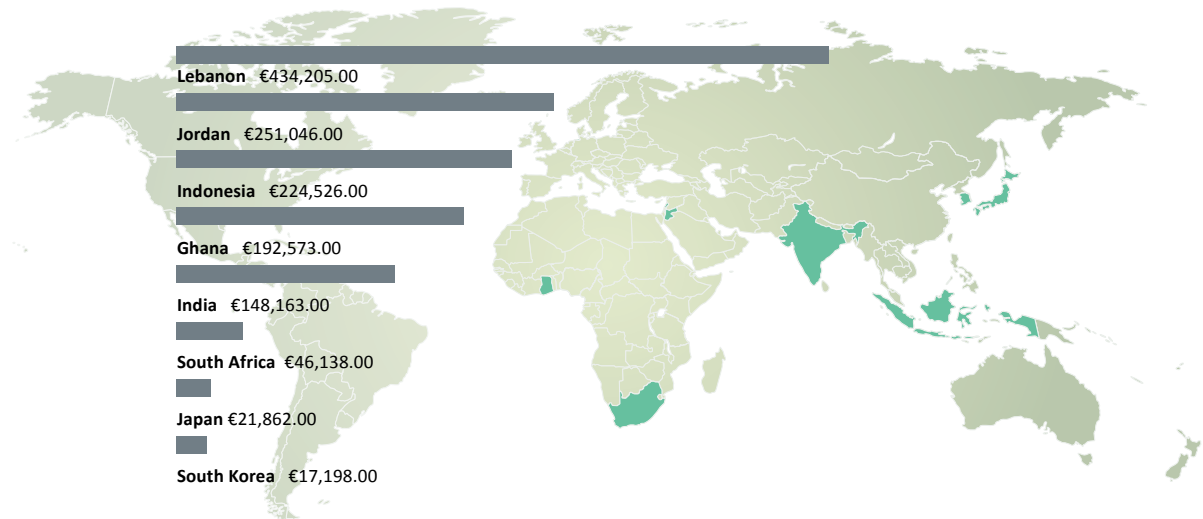 Lebanon €434,205.00
Jordan €251,046.00
Indonesia €224,526.00
Ghana €192,573.00
India €148,163.00
South Africa €46,138.00
Japan €21,862.00
South Korea €17,198.00